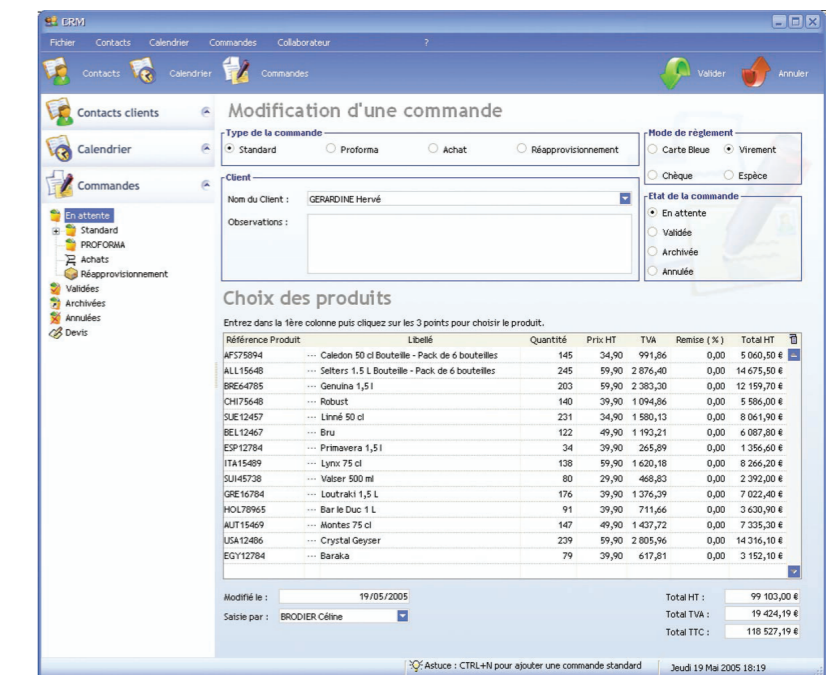 CRM
Fichier Contacts Calendrier Commandes Collaborateur ?
Contacts Calendrier Commandes Valider Annuler
Contacts clients
Calendrier
Commandes
En attente
Standard
PROFORMA
Achats
Réapprovisionnement
Validées
Archivées
Annulées
Devis
Modification d'une commande
Type de la commande
Standard Proforma Achat Réapprovisionnement
Mode de règlement
Carte Bleue Virement
Chèque Espèce
Client
Nom du Client : GERARDINE Hervé
Observations :
Etat de la commande
En attente
Validée
Archivée
Annulée
Choix des produits
Entrez dans la 1ère colonne puis cliquez sur les 3 points pour choisir le produit.
Référence Produit Libellé Quantité Prix HT TVA Remise (%) Total HT
AFS75894 ... Caledon 50 cl Bouteille - Pack de 6 bouteilles 145 34,90 991,86 0,00 5 060,50 €
ALL15648 ... Selters 1.5 L Bouteille - Pack de 6 bouteilles 245 59,90 2 876,40 0,00 14 675,50 €
BRE64785 ... Genuina 1,5 l 203 59,90 2 383,30 0,00 12 159,70 €
CHI75648 ... Robust 140 39,90 1 094,86 0,00 5 586,00 €
SUE12457 ... Linné 50 cl 231 34,90 1 580,13 0,00 8 061,90 €
BEL12467 ... Bru 122 49,90 1 193,21 0,00 6 087,80 €
ESP12784 ... Primavera 1,5 l 34 39,90 265,89 0,00 1 356,60 €
ITA15489 ... Lynx 75 cl 138 59,90 1 620,18 0,00 8 266,20 €
SUI45738 ... Valser 500 ml 80 29,90 468,83 0,00 2 392,00 €
GRE16784 ... Loutraki 1,5 L 176 39,90 1 376,39 0,00 7 022,40 €
HOL78965 ... Bar le Duc 1 L 91 39,90 711,66 0,00 3 630,90 €
AUT15469 ... Montes 75 cl 147 49,90 1 437,72 0,00 7 335,30 €
USA12486 ... Crystal Geyser 239 59,90 2 805,96 0,00 14 316,10 €
EGY12784 ... Baraka 79 39,90 617,81 0,00 3 152,10 €
Modifié le : 19/05/2005
Saisie par : BRODIER Céline
Total HT : 99 103,00 €
Total TVA : 19 424,19 €
Total TTC : 118 527,19 €
Astuce : CTRL+N pour ajouter une commande standard
Jeudi 19 Mai 2005 18:19